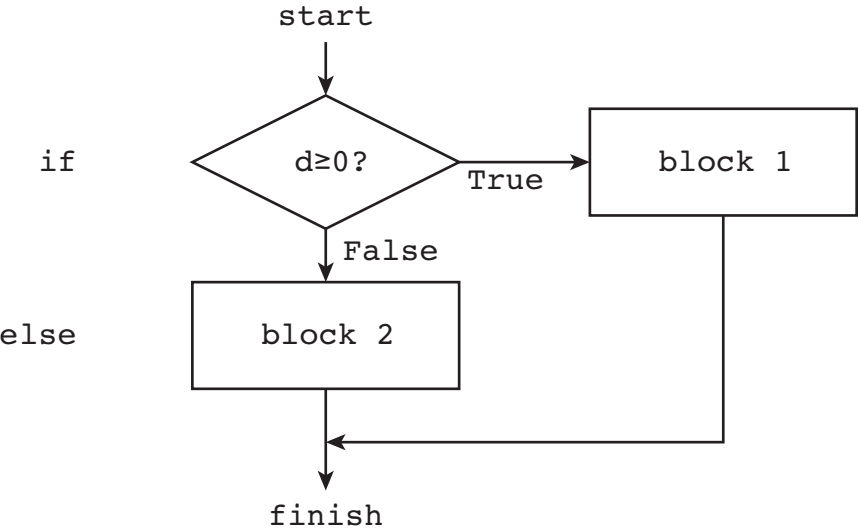 start
if
d≥0?
True
block 1
False
else
block 2
finish